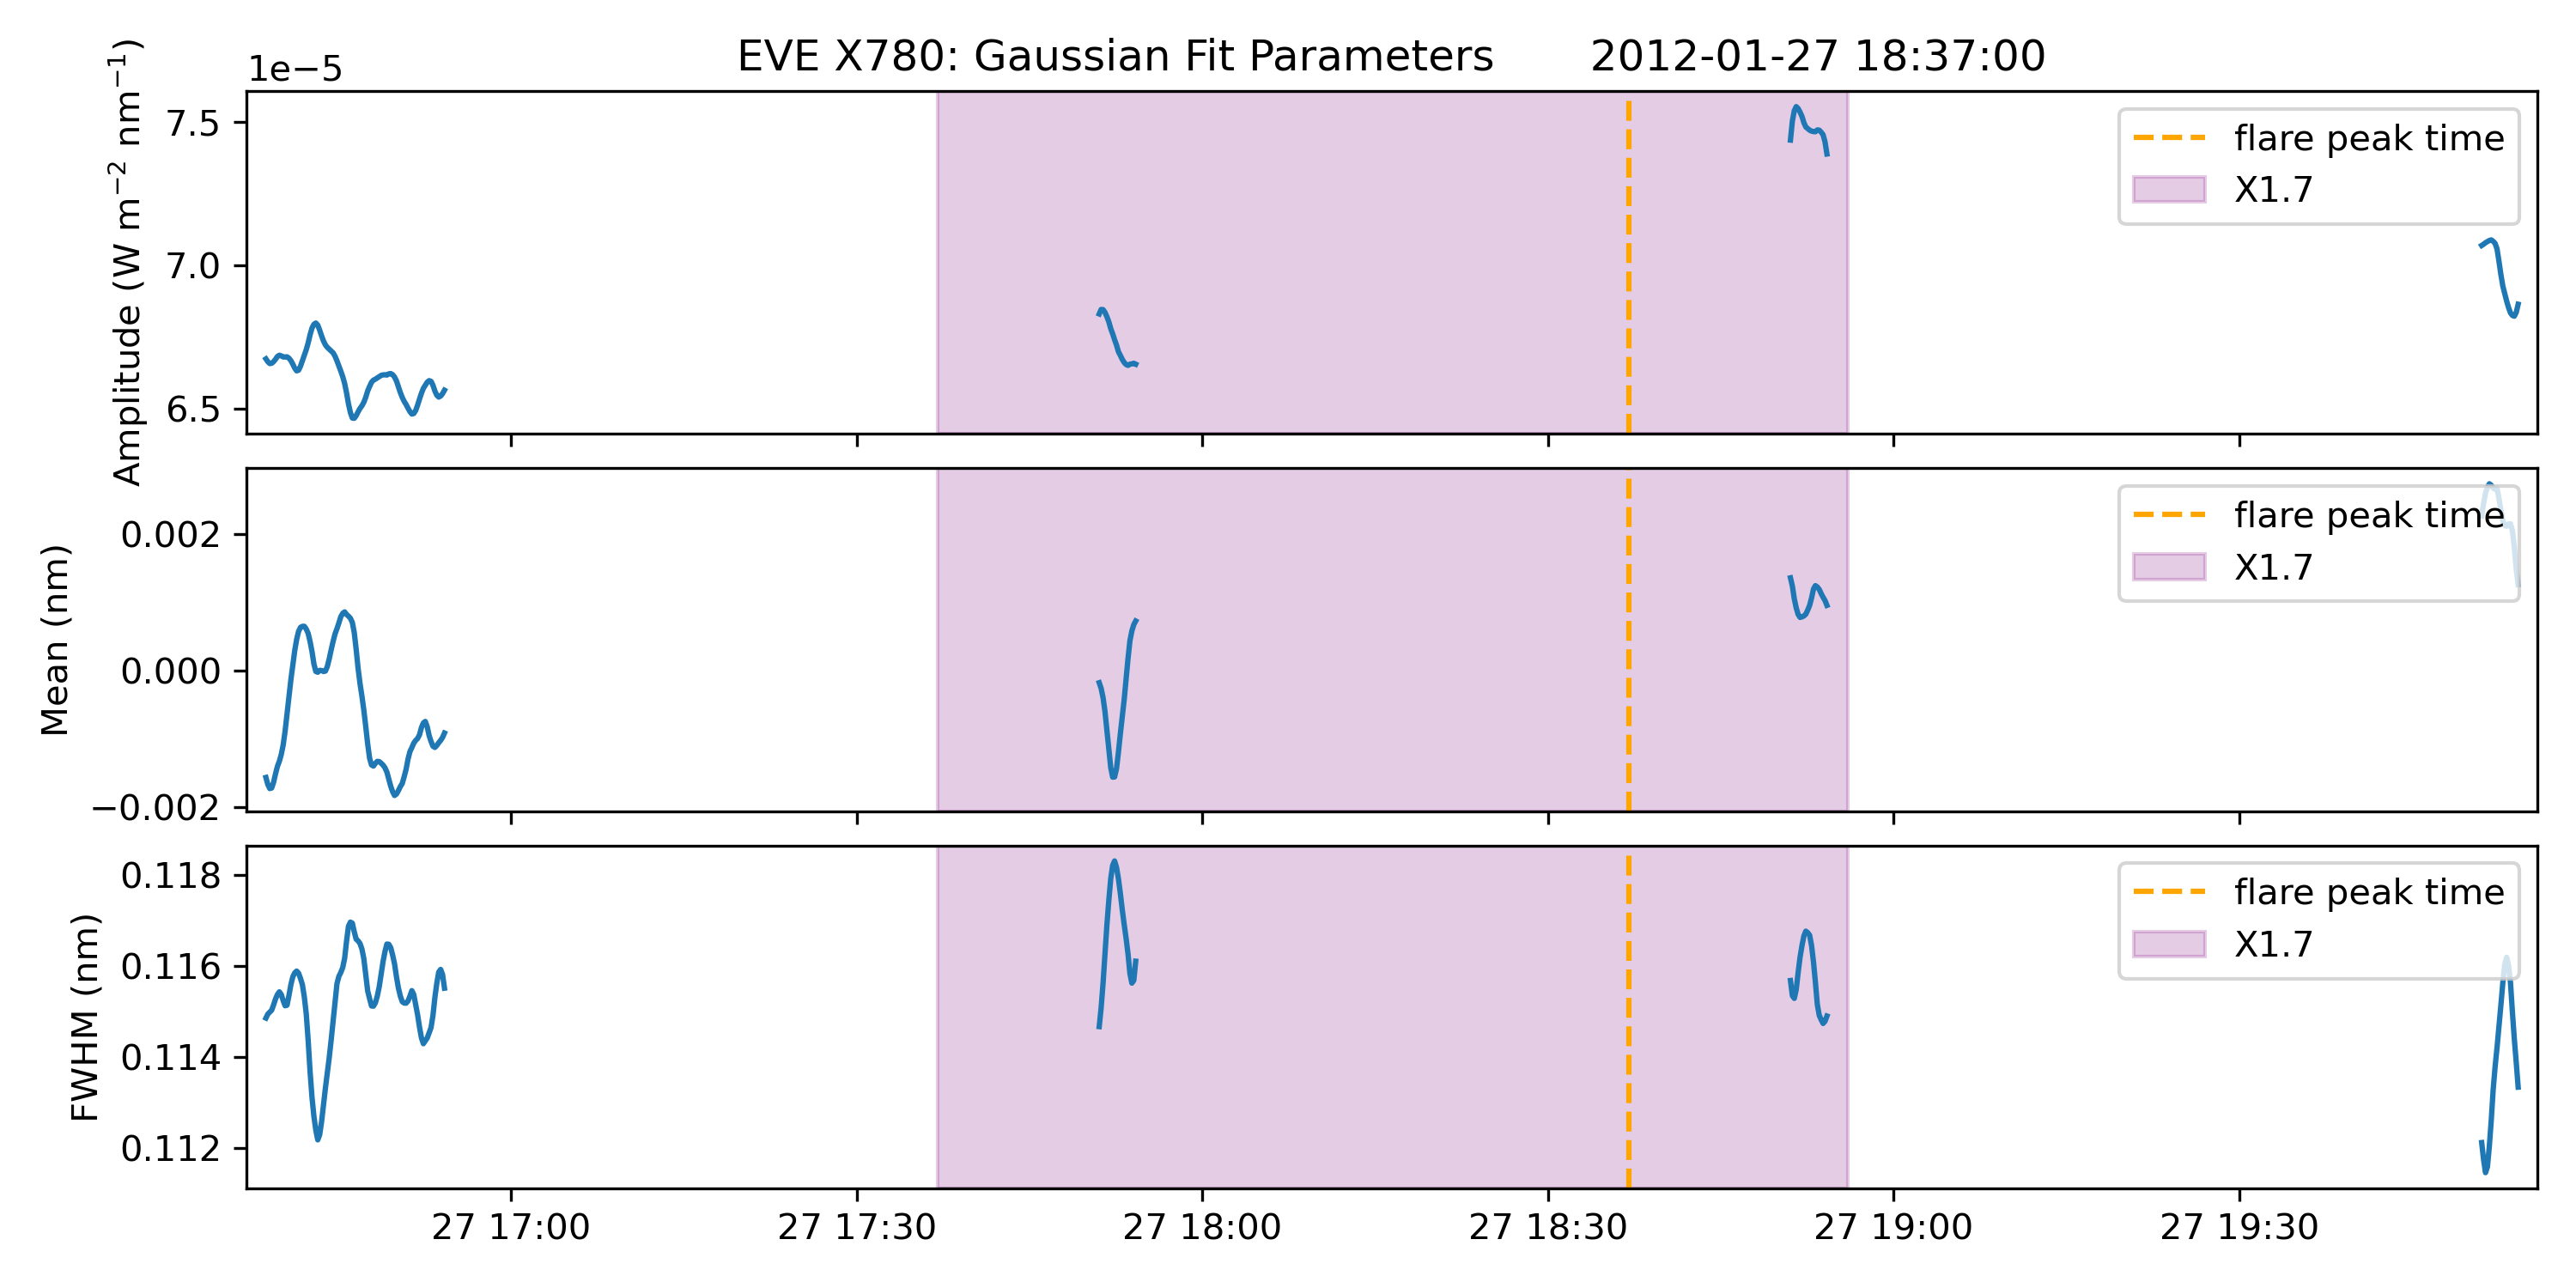 EVE X780: Gaussian Fit Parameters 2012-01-27 18:37:00
1e−5
Amplitude (W m⁻² nm⁻¹)
7.5
7.0
6.5
flare peak time
X1.7
Mean (nm)
0.002
0.000
−0.002
flare peak time
X1.7
FWHM (nm)
0.118
0.116
0.114
0.112
flare peak time
X1.7
27 17:00 27 17:30 27 18:00 27 18:30 27 19:00 27 19:30